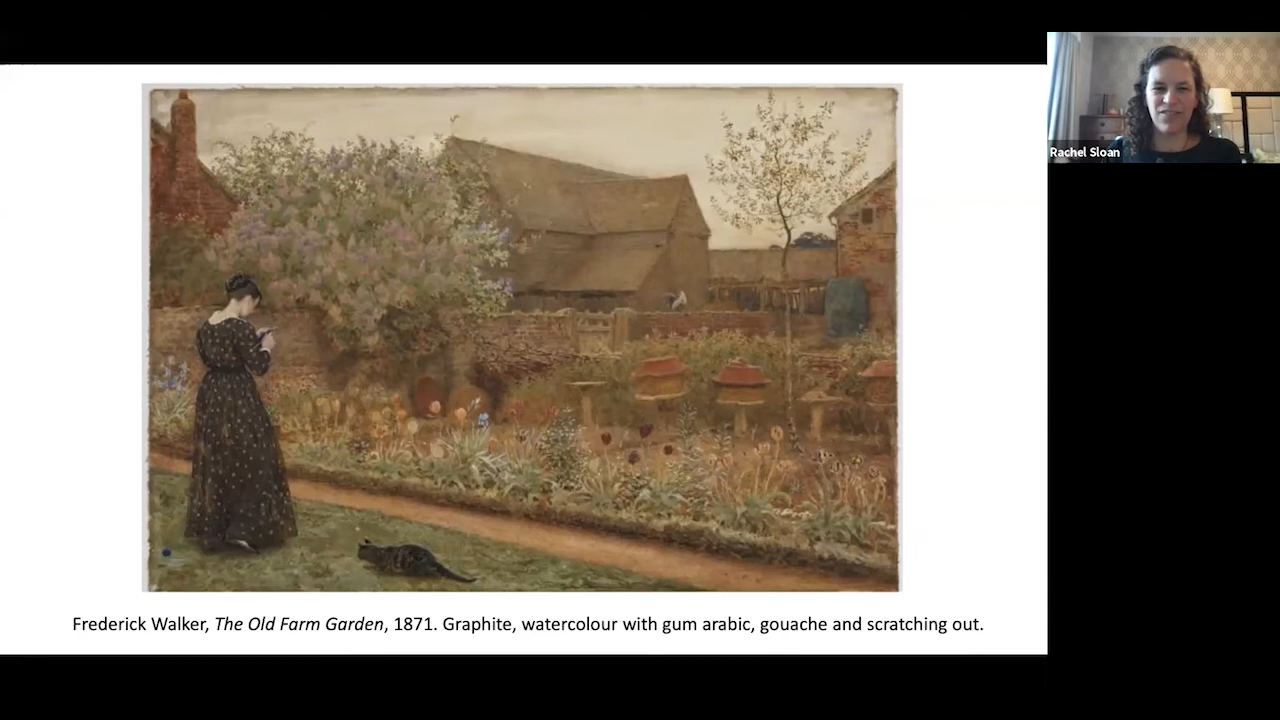 Rachel Sloan
Frederick Walker, The Old Farm Garden, 1871. Graphite, watercolour with gum arabic, gouache and scratching out.